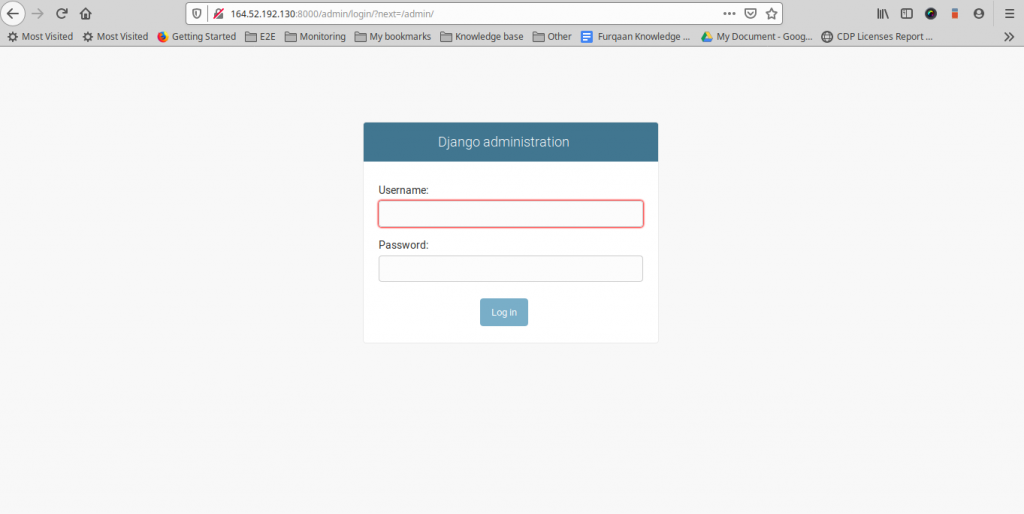 164.52.192.130:8000/admin/login/?next=/admin/
Most Visited Most Visited Getting Started E2E Monitoring My bookmarks Knowledge base Other Furqaan Knowledge ... My Document - Goog... CDP Licenses Report ...
Django administration
Username:
Password:
Log in